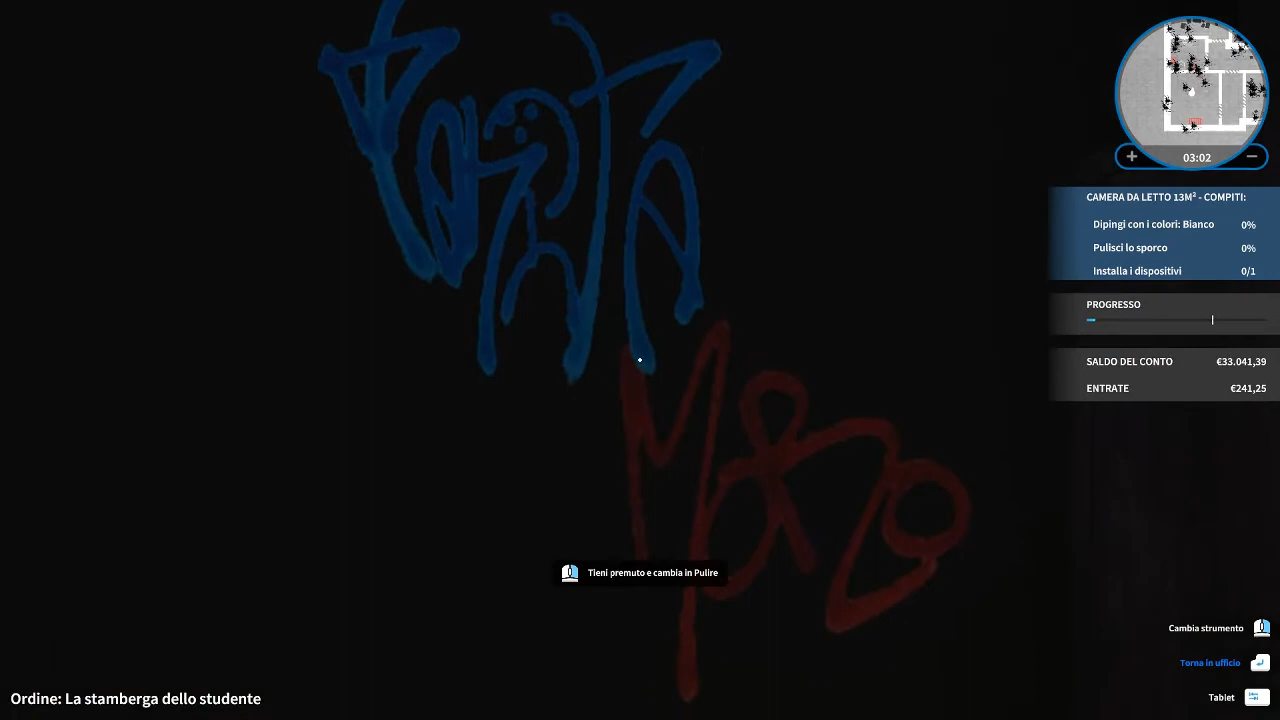 03:02
CAMERA DA LETTO 13M² - COMPITI:
Dipingi con i colori: Bianco 0%
Pulisci lo sporco 0%
Installa i dispositivi 0/1
PROGRESSO
SALDO DEL CONTO €33.041,39
ENTRATE €241,25
Tieni premuto e cambia in Pulire
Cambia strumento
Torna in ufficio
Tablet
Ordine: La stamberga dello studente